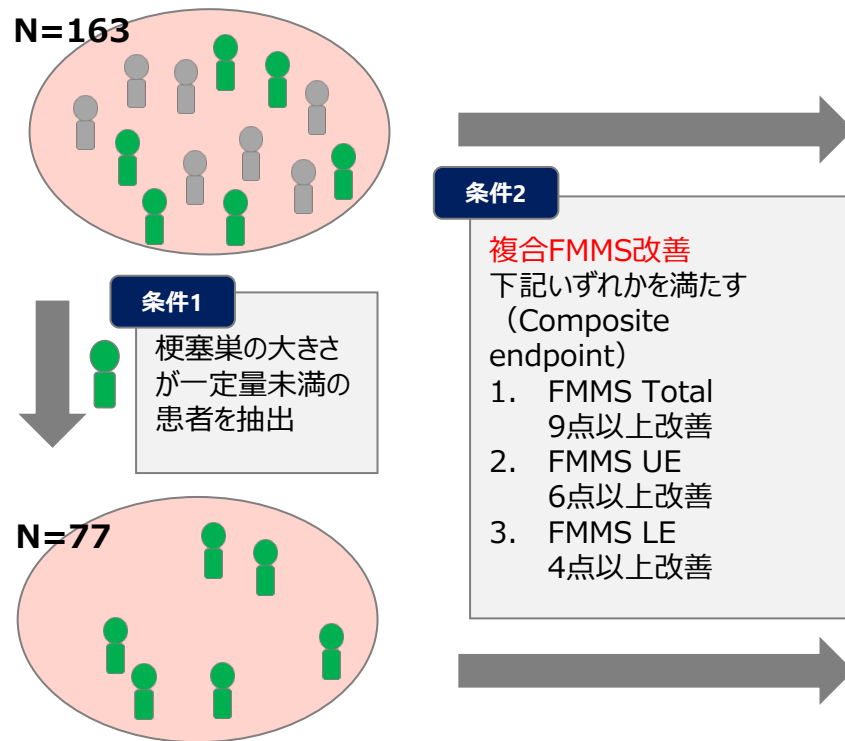 N=163
条件1
梗塞巣の大きさ
が一定量未満の
患者を抽出
N=77
条件2
複合FMMS改善
下記いずれかを満たす
（Composite
endpoint）
1. FMMS Total
9点以上改善
2. FMMS UE
6点以上改善
3. FMMS LE
4点以上改善